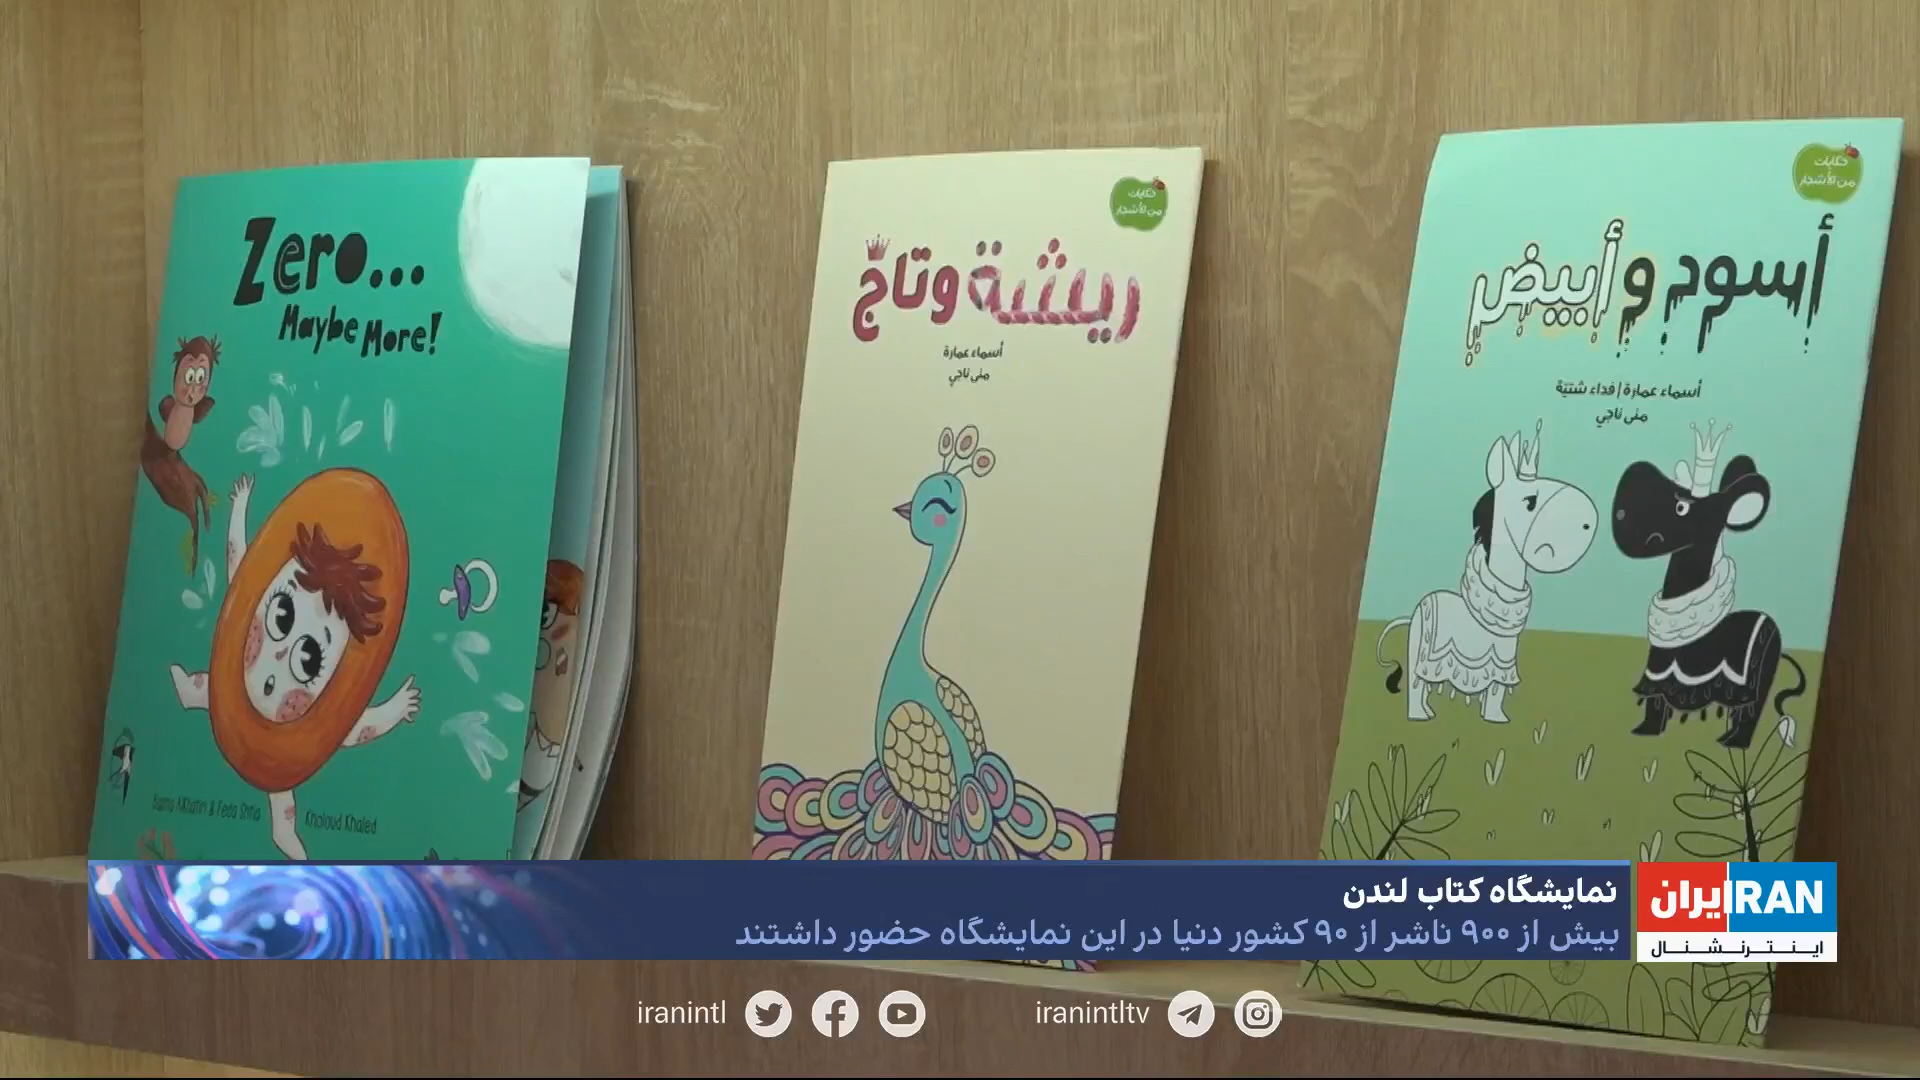 Zero...
Maybe More!
Khaloud Khaled
حكايات
من الأشجار
ريشة وتاج
أسماء عمارة
منى ناجي
حكايات
من الأشجار
أسود و أبيض
أسماء عمارة | فداء شتية
منى ناجي
نمایشگاه کتاب لندن
بیش از ۹۰۰ ناشر از ۹۰ کشور دنیا در این نمایشگاه حضور داشتند
ایران IRAN
اینترنشنال
iranintl
iranintltv